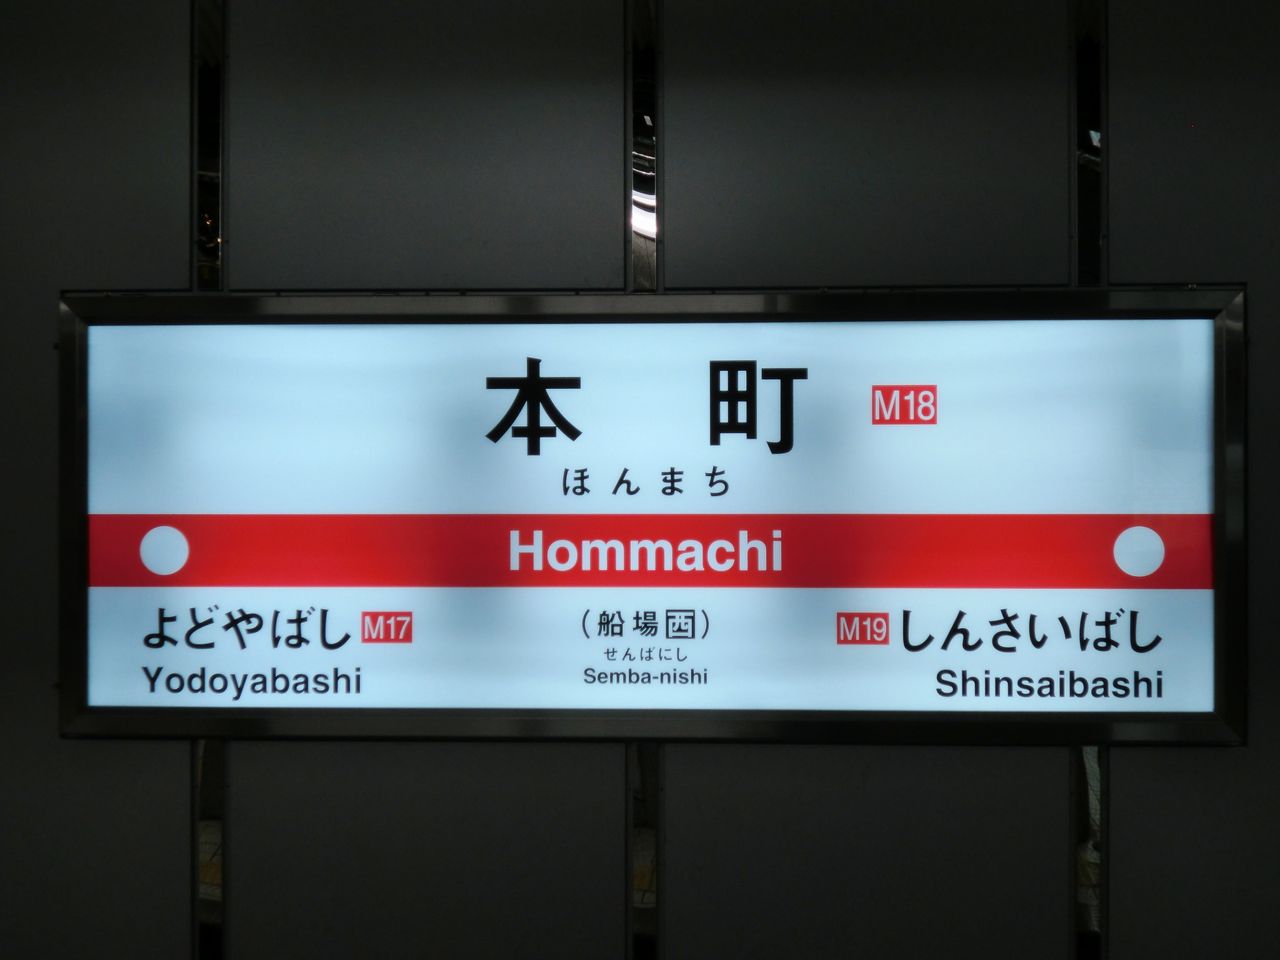 本町 M18
ほんまち
Hommachi
よどやばし M17
Yodoyabashi
(船場西)
せんばにし
Semba-nishi
M19 しんさいばし
Shinsaibashi